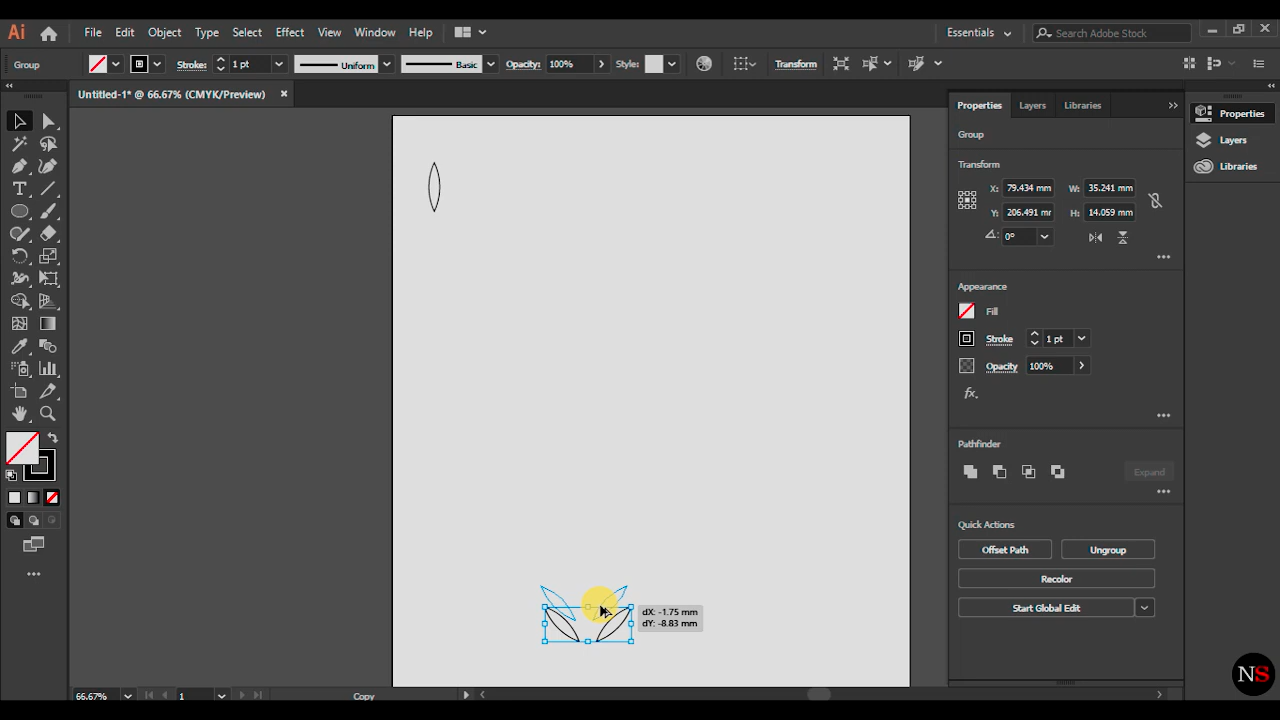 Ai File Edit Object Type Select Effect View Window Help Essentials Search Adobe Stock
Group Stroke: 1 pt Uniform Basic Opacity: 100% Style: Transform
Untitled-1* @ 66.67% (CMYK/Preview)
Properties Layers Libraries
Group
Transform
X: 79.434 mm W: 35.241 mm
Y: 206.491 mr H: 14.059 mm
0°
Appearance
Fill
Stroke 1 pt
Opacity 100%
fx.
Pathfinder
Expand
Quick Actions
Offset Path Ungroup
Recolor
Start Global Edit
Properties
Layers
Libraries
dX: -1.75 mm
dY: -8.83 mm
66.67% 1 Copy
NS